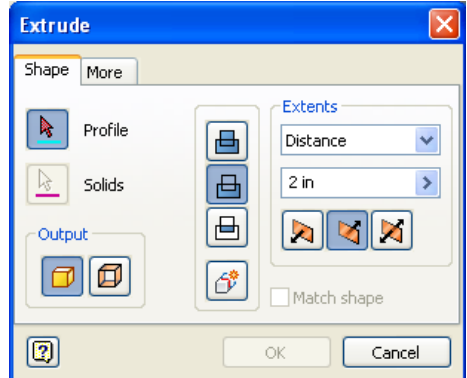 Extrude
Shape More
Profile
Solids
Output
Extents
Distance
2 in
Match shape
OK Cancel